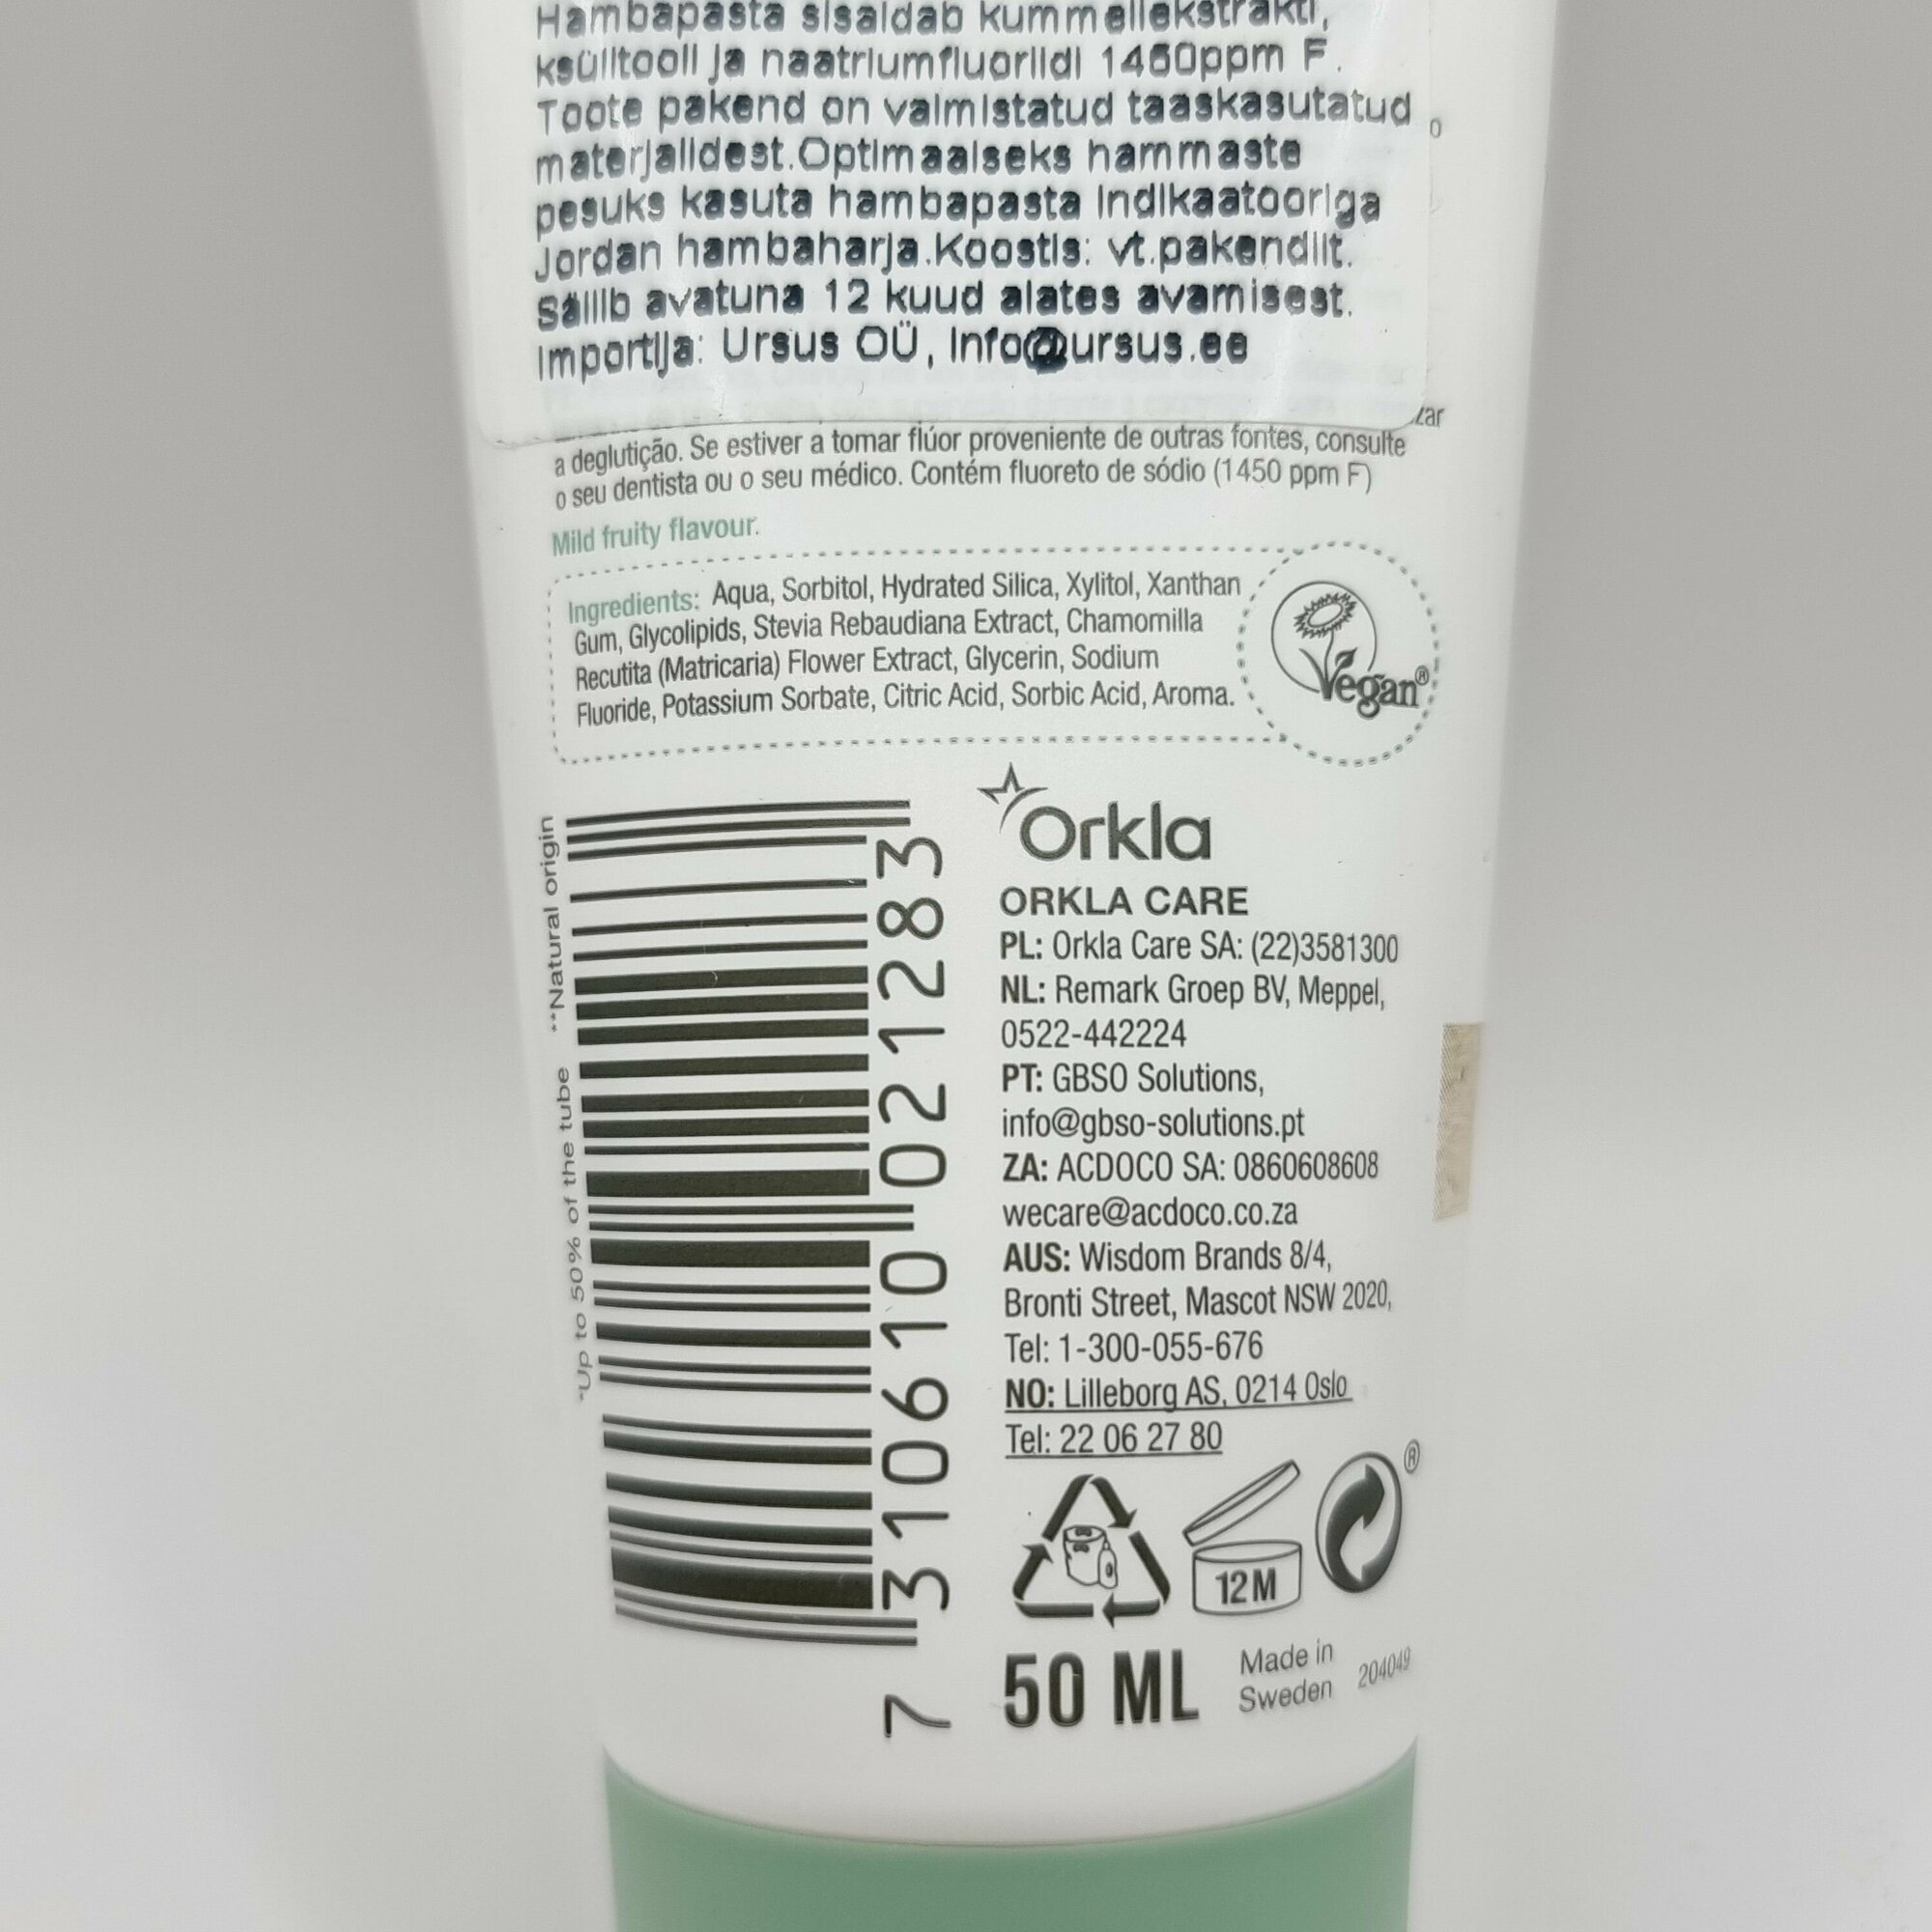 Hambapasta sisaldab kummeliekstrakti,
ksülitooli ja naatriumfluoriidi 1450ppm F.
Toote pakend on valmistatud taaskasutatud
materjalidest.Optimaalseks hammaste
pesuks kasuta hambapasta indikaatooriga
Jordan hambaharja.Koostis: vt.pakendilt.
Säilib avatuna 12 kuud alates avamisest.
Importija: Ursus OÜ, info@ursus.ee
a deglutição. Se estiver a tomar flúor proveniente de outras fontes, consulte
o seu dentista ou o seu médico. Contém fluoreto de sódio (1450 ppm F)
Mild fruity flavour.
Ingredients: Aqua, Sorbitol, Hydrated Silica, Xylitol, Xanthan
Gum, Glycolipids, Stevia Rebaudiana Extract, Chamomilla
Recutita (Matricaria) Flower Extract, Glycerin, Sodium
Fluoride, Potassium Sorbate, Citric Acid, Sorbic Acid, Aroma.
Vegan®
*Up to 50% of the tube **Natural origin
7 310610 021283
Orkla
ORKLA CARE
PL: Orkla Care SA: (22)3581300
NL: Remark Groep BV, Meppel,
0522-442224
PT: GBSO Solutions,
info@gbso-solutions.pt
ZA: ACDOCO SA: 0860608608
wecare@acdoco.co.za
AUS: Wisdom Brands 8/4,
Bronti Street, Mascot NSW 2020,
Tel: 1-300-055-676
NO: Lilleborg AS, 0214 Oslo
Tel: 22 06 27 80
12M
®
50 ML
Made in
Sweden
204049